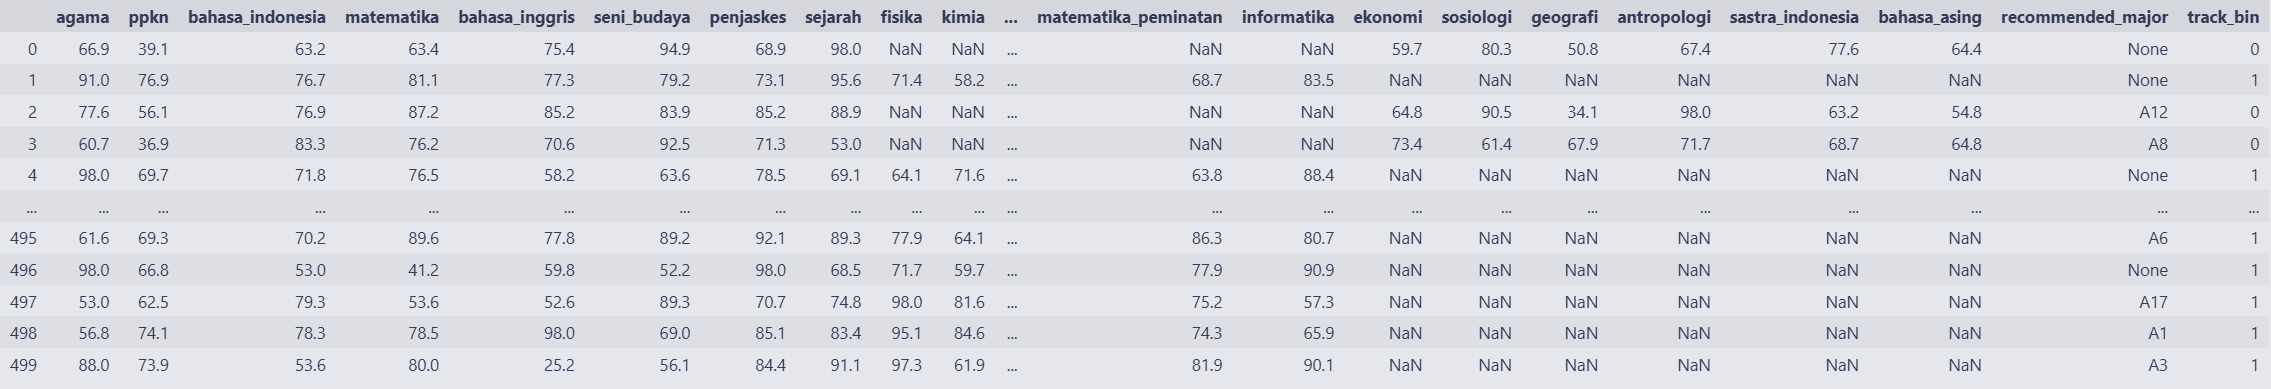 agama ppkn bahasa_indonesia matematika bahasa_inggris seni_budaya penjaskes sejarah fisika kimia ... matematika_peminatan informatika ekonomi sosiologi geografi antropologi sastra_indonesia bahasa_asing recommended_major track_bin
0 66.9 39.1 63.2 63.4 75.4 94.9 68.9 98.0 NaN NaN ... NaN NaN 59.7 80.3 50.8 67.4 77.6 64.4 None 0
1 91.0 76.9 76.7 81.1 77.3 79.2 73.1 95.6 71.4 58.2 ... 68.7 83.5 NaN NaN NaN NaN NaN NaN None 1
2 77.6 56.1 76.9 87.2 85.2 83.9 85.2 88.9 NaN NaN ... NaN NaN 64.8 90.5 34.1 98.0 63.2 54.8 A12 0
3 60.7 36.9 83.3 76.2 70.6 92.5 71.3 53.0 NaN NaN ... NaN NaN 73.4 61.4 67.9 71.7 68.7 64.8 A8 0
4 98.0 69.7 71.8 76.5 58.2 63.6 78.5 69.1 64.1 71.6 ... 63.8 88.4 NaN NaN NaN NaN NaN NaN None 1
... ... ... ... ... ... ... ... ... ... ... ... ... ... ... ... ... ... ... ... ... ...
495 61.6 69.3 70.2 89.6 77.8 89.2 92.1 89.3 77.9 64.1 ... 86.3 80.7 NaN NaN NaN NaN NaN NaN A6 1
496 98.0 66.8 53.0 41.2 59.8 52.2 98.0 68.5 71.7 59.7 ... 77.9 90.9 NaN NaN NaN NaN NaN NaN None 1
497 53.0 62.5 79.3 53.6 52.6 89.3 70.7 74.8 98.0 81.6 ... 75.2 57.3 NaN NaN NaN NaN NaN NaN A17 1
498 56.8 74.1 78.3 78.5 98.0 69.0 85.1 83.4 95.1 84.6 ... 74.3 65.9 NaN NaN NaN NaN NaN NaN A1 1
499 88.0 73.9 53.6 80.0 25.2 56.1 84.4 91.1 97.3 61.9 ... 81.9 90.1 NaN NaN NaN NaN NaN NaN A3 1